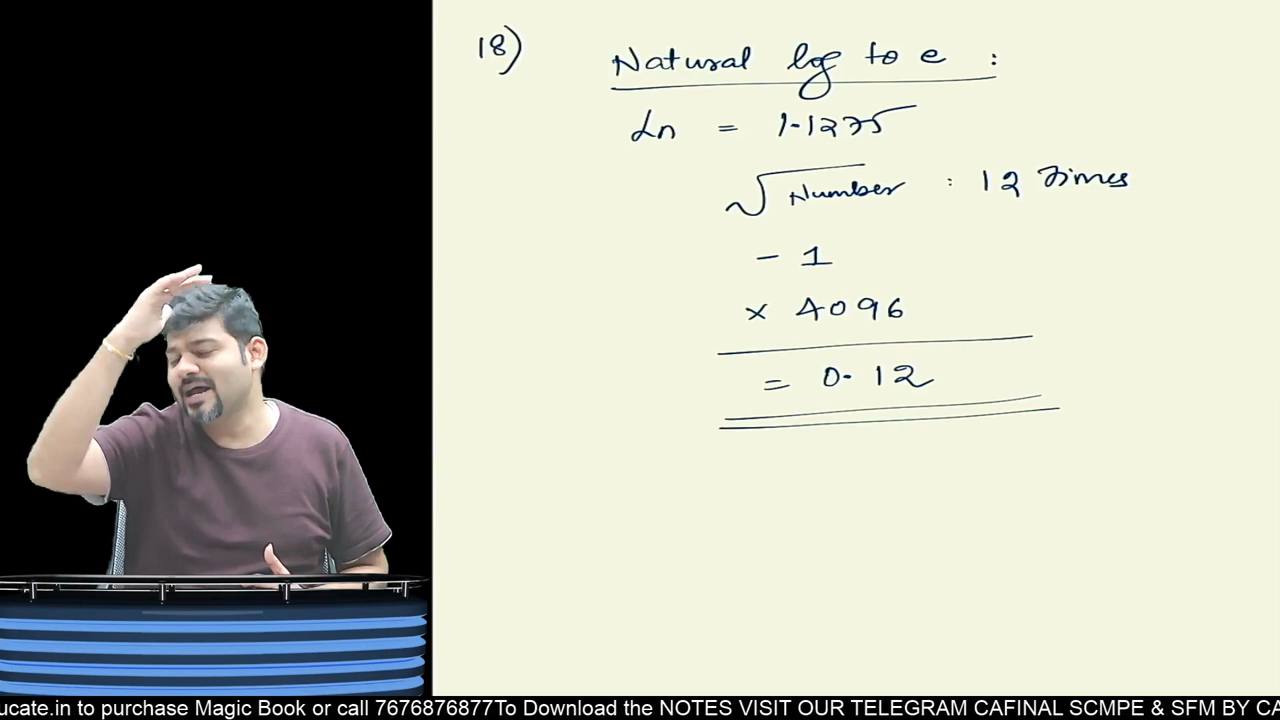 18)
Natural log to e :
Ln = 1.1275
√Number : 12 times
- 1
× 4096
= 0.12
ucate.in to purchase Magic Book or call 7676876877To Download the NOTES VISIT OUR TELEGRAM CAFINAL SCMPE & SFM BY CA